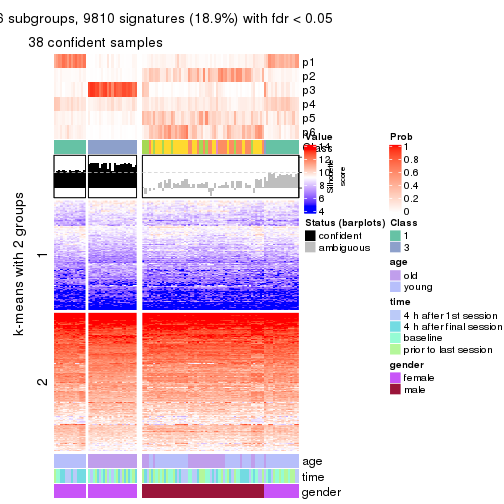 6 subgroups, 9810 signatures (18.9%) with fdr < 0.05
38 confident samples
p1
p2
p3
p4
p5
p6
Class
Silhouette
score
k-means with 2 groups
1
2
age
time
gender
Value
14
12
10
8
6
4
Status (barplots)
confident
ambiguous
Prob
1
0.8
0.6
0.4
0.2
0
Class
1
3
age
old
young
time
4 h after 1st session
4 h after final session
baseline
prior to last session
gender
female
male